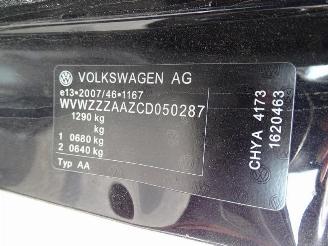 VOLKSWAGEN AG
e13*2007/46*1167
WVWZZZAAZCD050287
1290 kg
kg
1 0680 kg
2 0640 kg
Typ AA
CHYA 4173
1620463